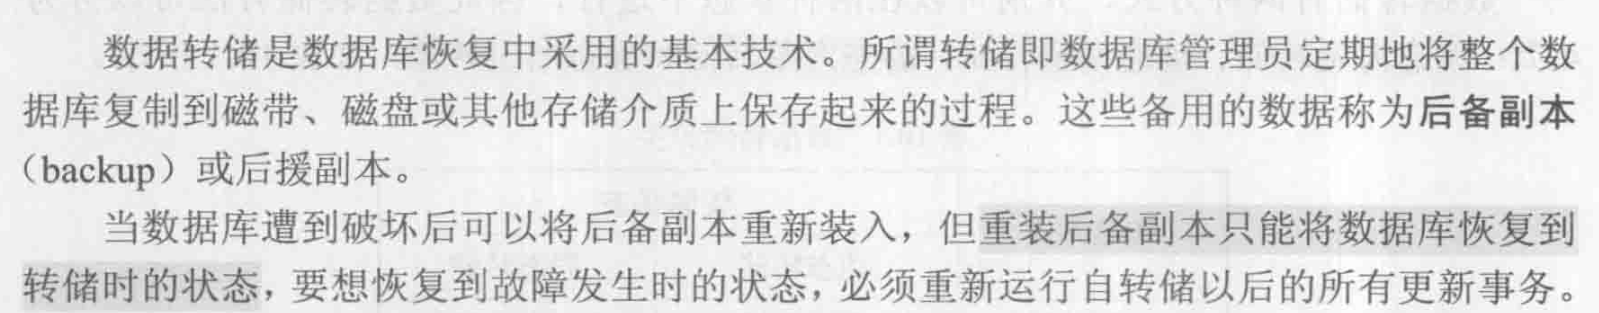 数据转储是数据库恢复中采用的基本技术。所谓转储即数据库管理员定期地将整个数
据库复制到磁带、磁盘或其他存储介质上保存起来的过程。这些备用的数据称为后备副本
（backup）或后援副本。
当数据库遭到破坏后可以将后备副本重新装入，但重装后备副本只能将数据库恢复到
转储时的状态，要想恢复到故障发生时的状态，必须重新运行自转储以后的所有更新事务。